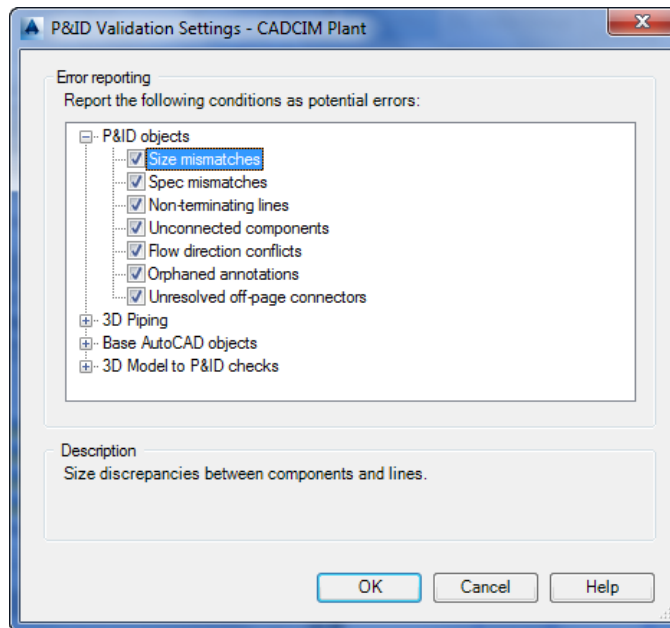 P&ID Validation Settings - CADCIM Plant
Error reporting
Report the following conditions as potential errors:
P&ID objects
Size mismatches
Spec mismatches
Non-terminating lines
Unconnected components
Flow direction conflicts
Orphaned annotations
Unresolved off-page connectors
3D Piping
Base AutoCAD objects
3D Model to P&ID checks
Description
Size discrepancies between components and lines.
OK Cancel Help